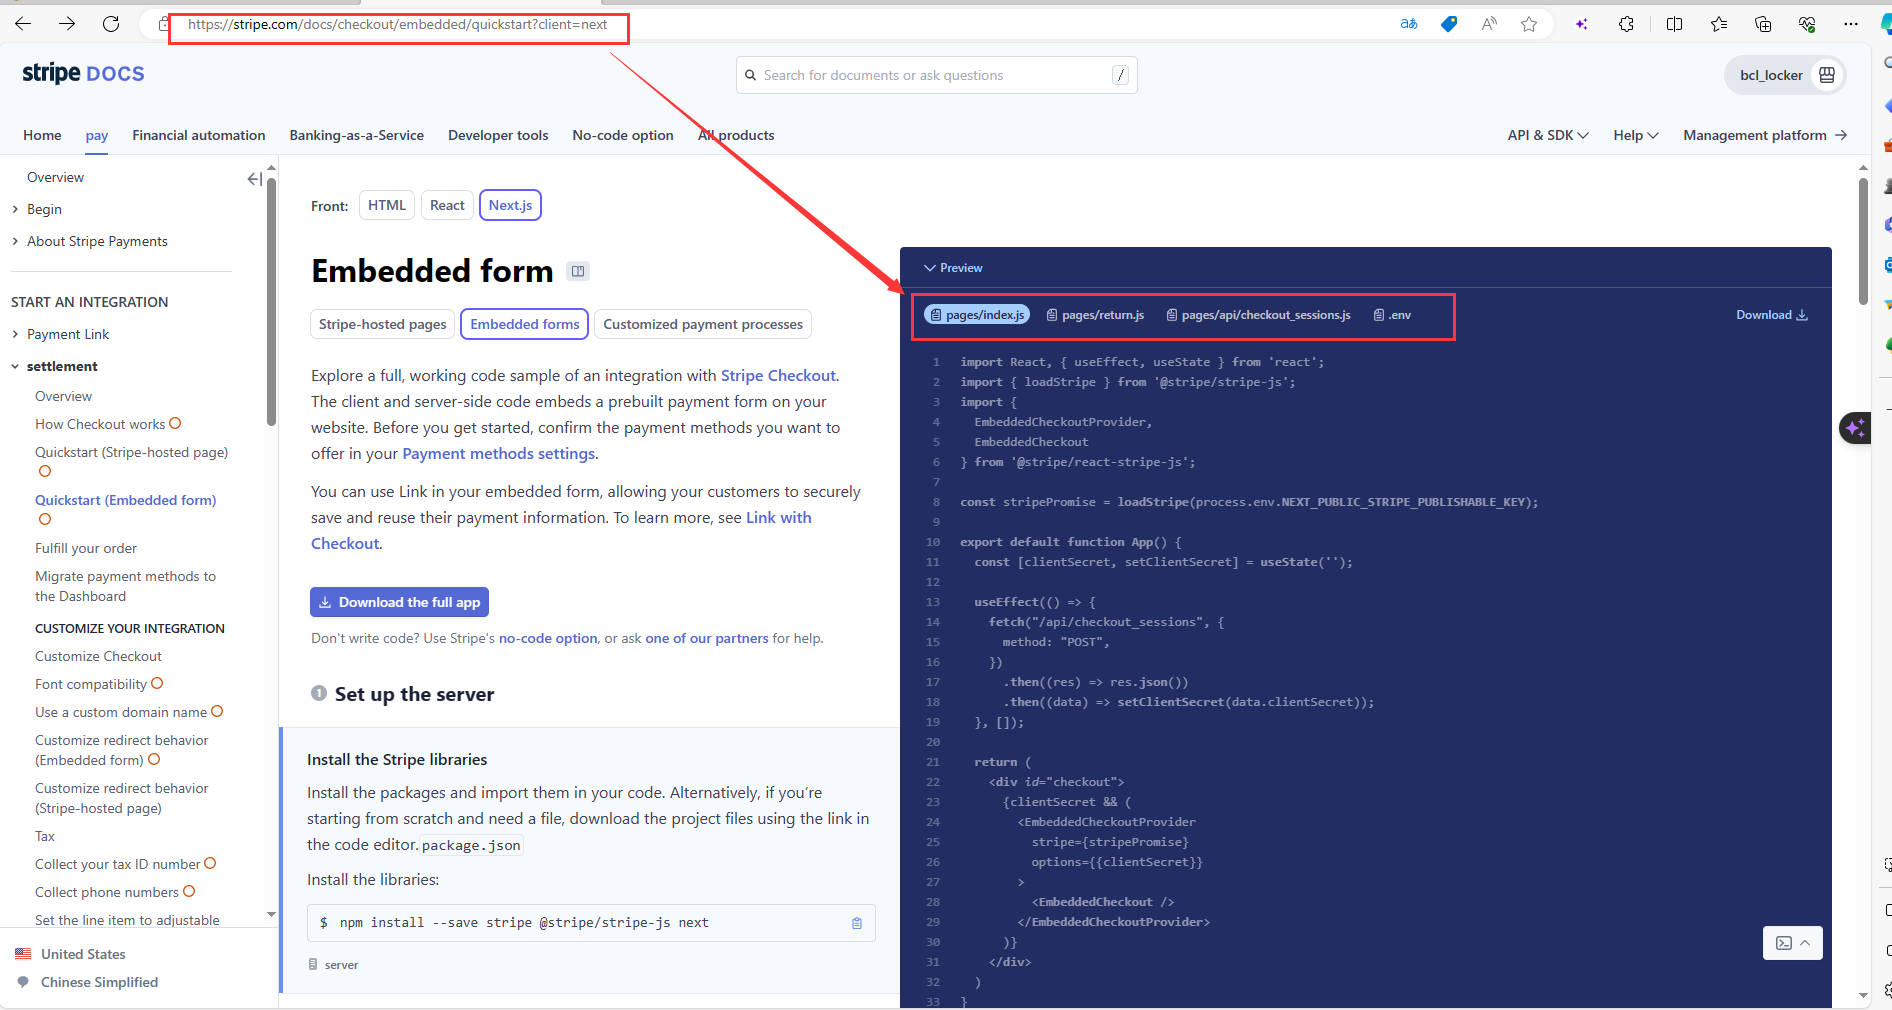 https://stripe.com/docs/checkout/embedded/quickstart?client=next
aあ
A))
stripe DOCS
Search for documents or ask questions
/
bcl_locker
Home pay Financial automation Banking-as-a-Service Developer tools No-code option All products
API & SDK Help Management platform →
Overview
Begin
About Stripe Payments
START AN INTEGRATION
Payment Link
settlement
Overview
How Checkout works
Quickstart (Stripe-hosted page)
Quickstart (Embedded form)
Fulfill your order
Migrate payment methods to
the Dashboard
CUSTOMIZE YOUR INTEGRATION
Customize Checkout
Font compatibility
Use a custom domain name
Customize redirect behavior
(Embedded form)
Customize redirect behavior
(Stripe-hosted page)
Tax
Collect your tax ID number
Collect phone numbers
Set the line item to adjustable
United States
Chinese Simplified
Front: HTML React Next.js
Embedded form
Stripe-hosted pages Embedded forms Customized payment processes
Explore a full, working code sample of an integration with Stripe Checkout.
The client and server-side code embeds a prebuilt payment form on your
website. Before you get started, confirm the payment methods you want to
offer in your Payment methods settings.
You can use Link in your embedded form, allowing your customers to securely
save and reuse their payment information. To learn more, see Link with
Checkout.
Download the full app
Don't write code? Use Stripe's no-code option, or ask one of our partners for help.
1 Set up the server
Install the Stripe libraries
Install the packages and import them in your code. Alternatively, if you’re
starting from scratch and need a file, download the project files using the link in
the code editor. package.json
Install the libraries:
$ npm install --save stripe @stripe/stripe-js next
server
Preview
pages/index.js pages/return.js pages/api/checkout_sessions.js .env
Download
1 import React, { useEffect, useState } from 'react';
2 import { loadStripe } from '@stripe/stripe-js';
3 import {
4 EmbeddedCheckoutProvider,
5 EmbeddedCheckout
6 } from '@stripe/react-stripe-js';
7
8 const stripePromise = loadStripe(process.env.NEXT_PUBLIC_STRIPE_PUBLISHABLE_KEY);
9
10 export default function App() {
11 const [clientSecret, setClientSecret] = useState('');
12
13 useEffect(() => {
14 fetch("/api/checkout_sessions", {
15 method: "POST",
16 })
17 .then((res) => res.json())
18 .then((data) => setClientSecret(data.clientSecret));
19 }, []);
20
21 return (
22 <div id="checkout">
23 {clientSecret && (
24 <EmbeddedCheckoutProvider
25 stripe={stripePromise}
26 options={{clientSecret}}
27 >
28 <EmbeddedCheckout />
29 </EmbeddedCheckoutProvider>
30 )}
31 </div>
32 )
33 }